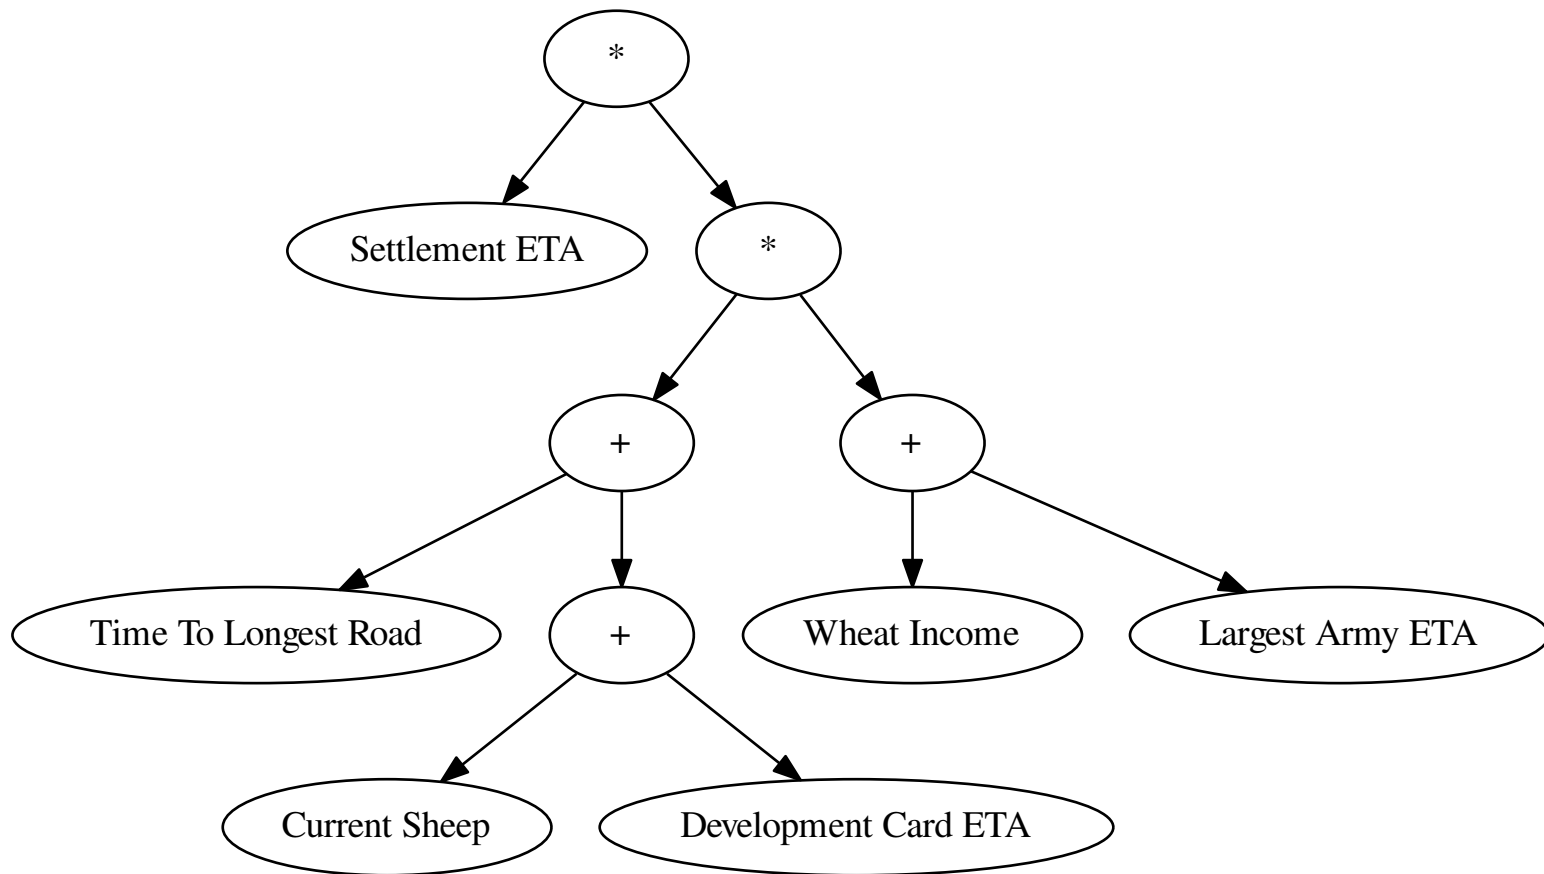 *
Settlement ETA
*
+
+
Time To Longest Road
+
Wheat Income
Largest Army ETA
Current Sheep
Development Card ETA